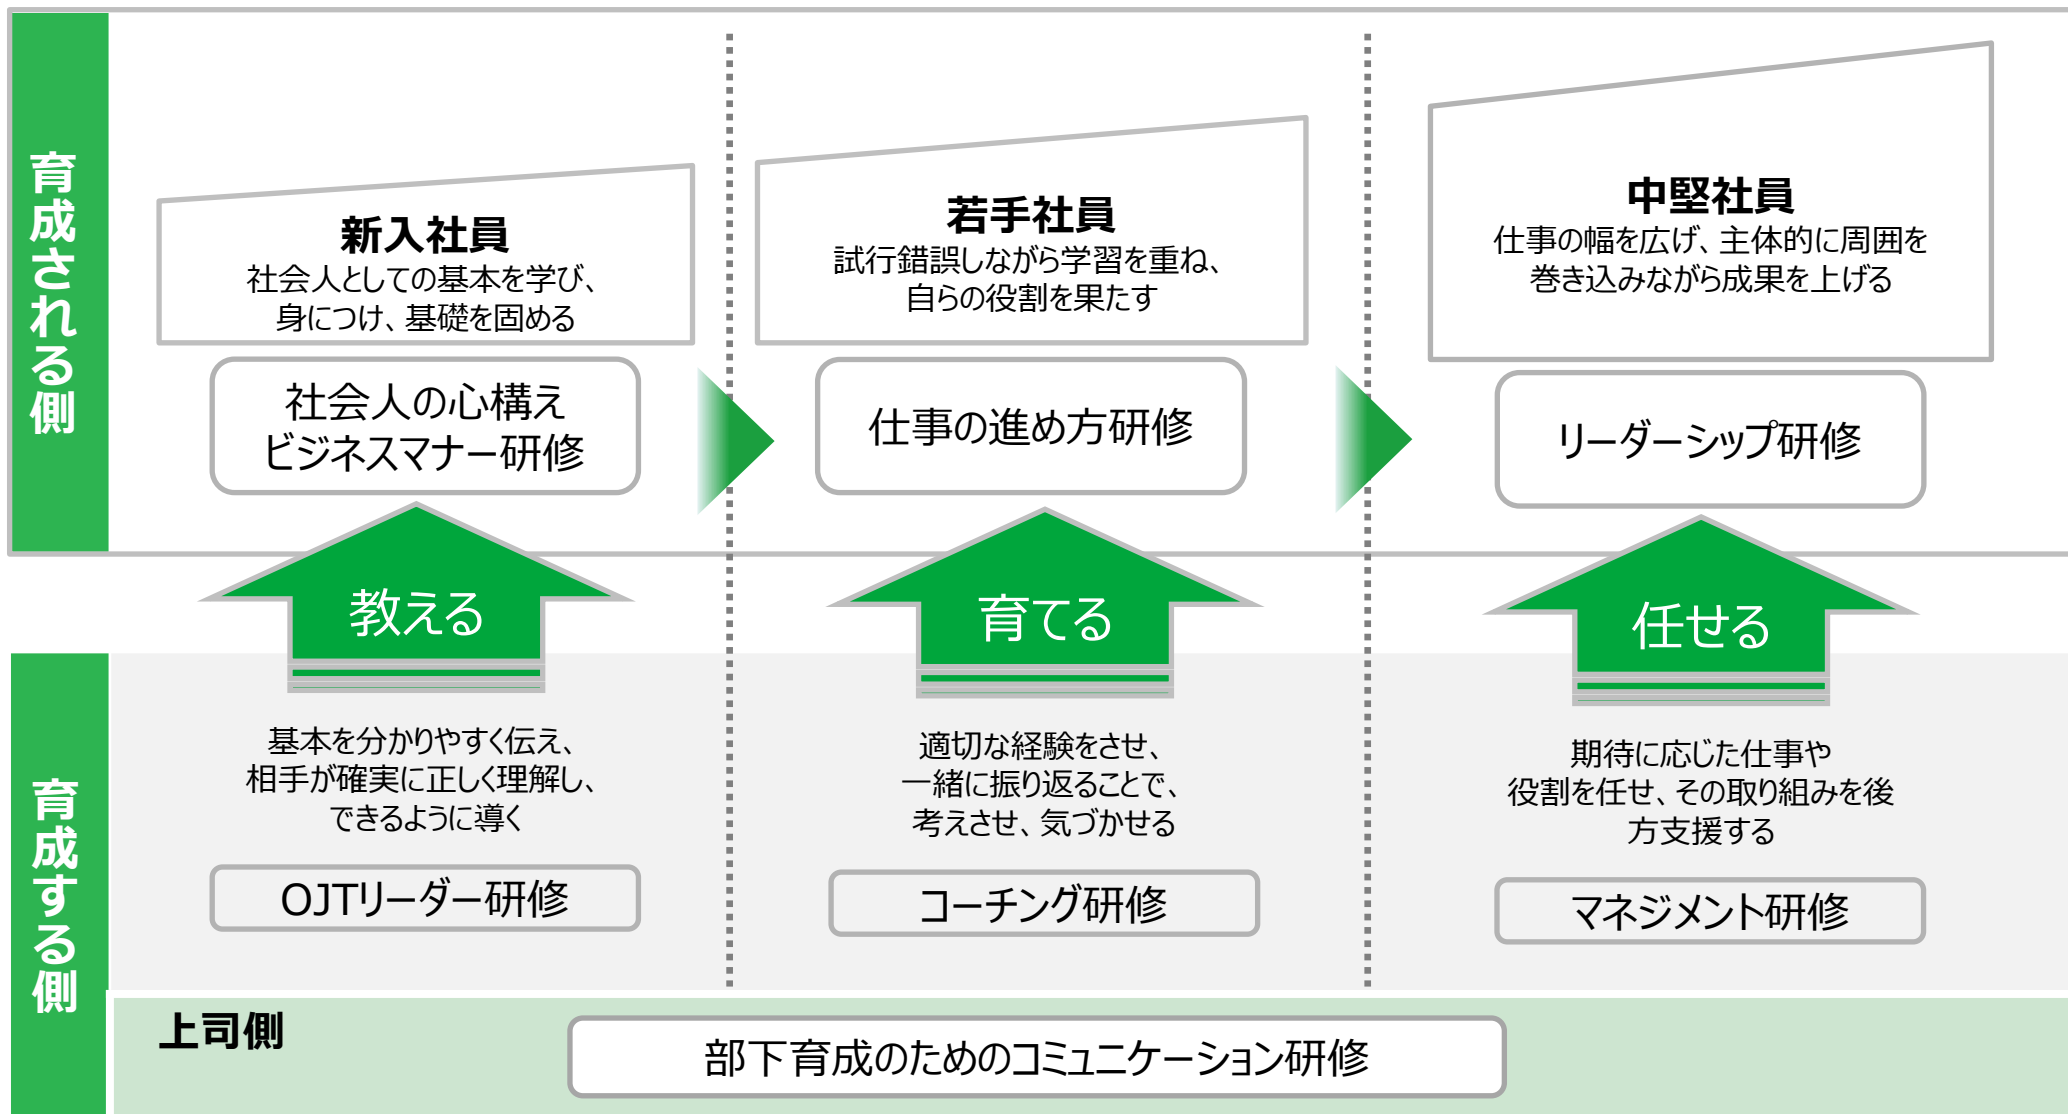 育成される側
新入社員
社会人としての基本を学び、
身につけ、基礎を固める
社会人の心構え
ビジネスマナー研修
若手社員
試行錯誤しながら学習を重ね、
自らの役割を果たす
仕事の進め方研修
中堅社員
仕事の幅を広げ、主体的に周囲を
巻き込みながら成果を上げる
リーダーシップ研修
教える
育てる
任せる
育成する側
基本を分かりやすく伝え、
相手が確実に正しく理解し、
できるように導く
OJTリーダー研修
適切な経験をさせ、
一緒に振り返ることで、
考えさせ、気づかせる
コーチング研修
期待に応じた仕事や
役割を任せ、その取り組みを後
方支援する
マネジメント研修
上司側
部下育成のためのコミュニケーション研修